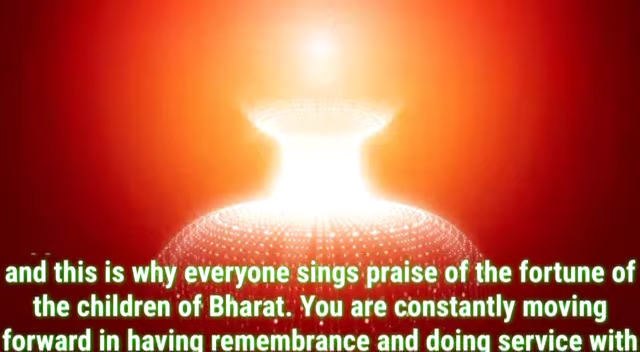 and this is why everyone sings praise of the fortune of
the children of Bharat. You are constantly moving
forward in having remembrance and doing service with